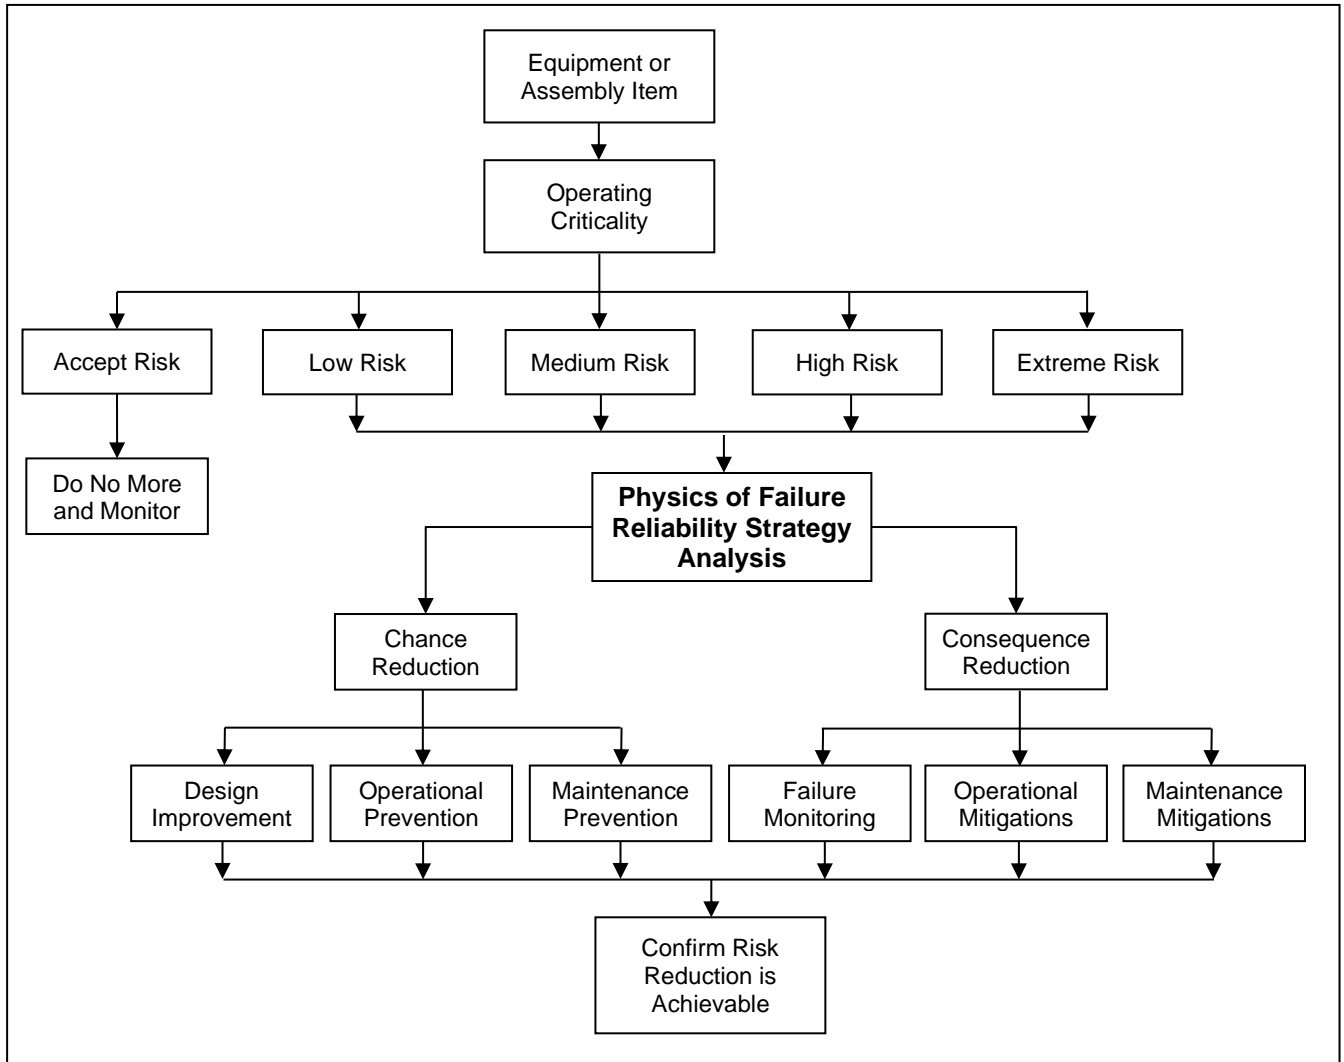 Equipment or
Assembly Item
Operating
Criticality
Accept Risk
Low Risk
Medium Risk
High Risk
Extreme Risk
Do No More
and Monitor
Physics of Failure
Reliability Strategy
Analysis
Chance
Reduction
Consequence
Reduction
Design
Improvement
Operational
Prevention
Maintenance
Prevention
Failure
Monitoring
Operational
Mitigations
Maintenance
Mitigations
Confirm Risk
Reduction is
Achievable